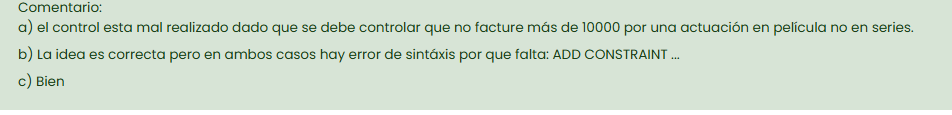 Comentario:
a) el control esta mal realizado dado que se debe controlar que no facture más de 10000 por una actuación en película no en series.
b) La idea es correcta pero en ambos casos hay error de sintáxis por que falta: ADD CONSTRAINT ...
c) Bien